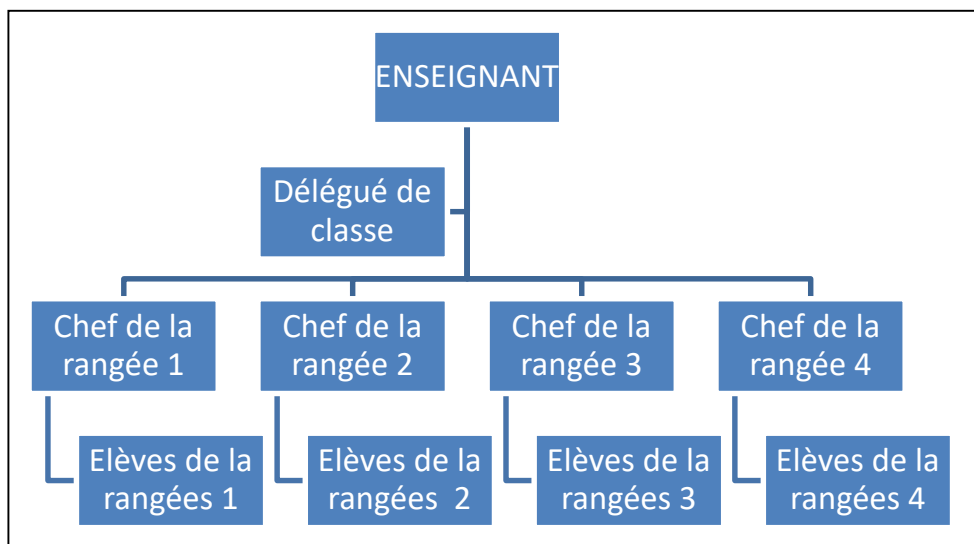 ENSEIGNANT
Délégué de
classe
Chef de la
rangée 1
Chef de la
rangée 2
Chef de la
rangée 3
Chef de la
rangée 4
Elèves de la
rangées 1
Elèves de la
rangées  2
Elèves de la
rangées 3
Elèves de la
rangées 4